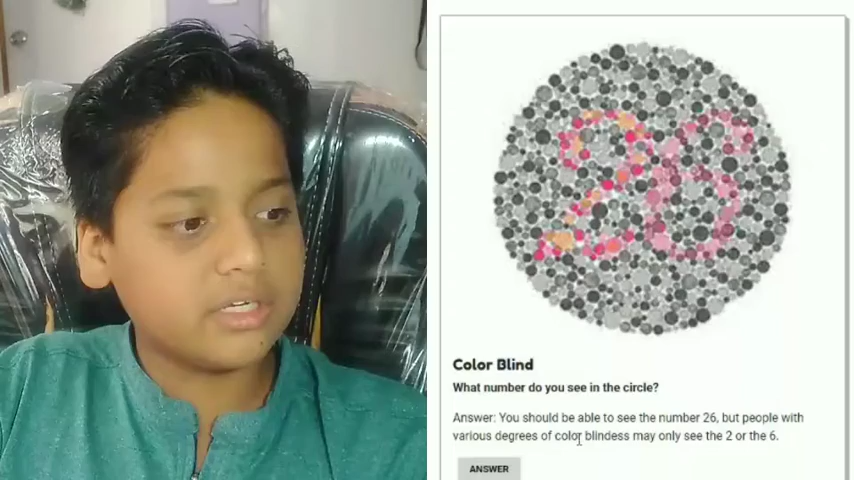 26
Color Blind
What number do you see in the circle?
Answer: You should be able to see the number 26, but people with
various degrees of color blindess may only see the 2 or the 6.
ANSWER